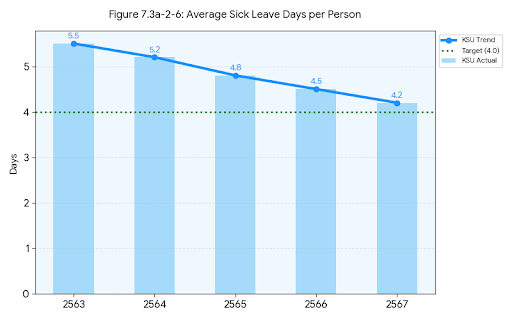 Figure 7.3a-2-6: Average Sick Leave Days per Person
KSU Trend
Target (4.0)
KSU Actual
5.5
5.2
4.8
4.5
4.2
Days
5
4
3
2
1
0
2563 2564 2565 2566 2567